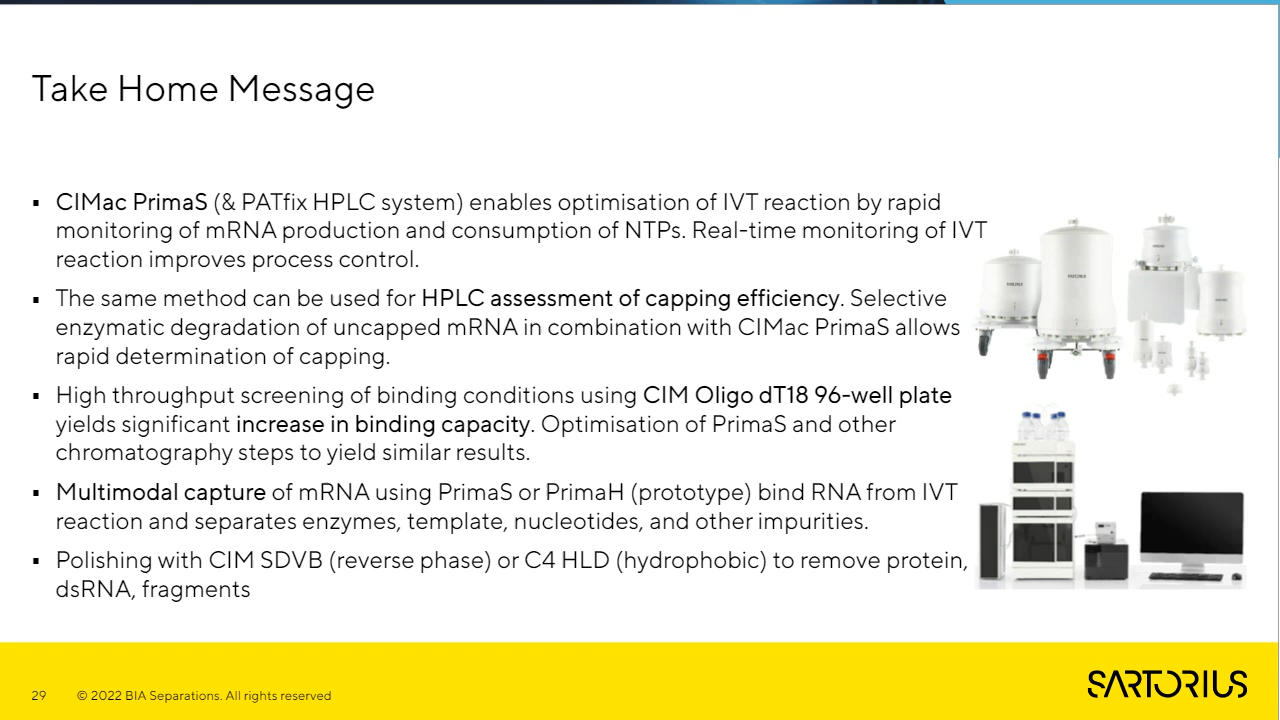 Take Home Message
▪ CIMac PrimaS (& PATfix HPLC system) enables optimisation of IVT reaction by rapid
monitoring of mRNA production and consumption of NTPs. Real-time monitoring of IVT
reaction improves process control.
▪ The same method can be used for HPLC assessment of capping efficiency. Selective
enzymatic degradation of uncapped mRNA in combination with CIMac PrimaS allows
rapid determination of capping.
▪ High throughput screening of binding conditions using CIM Oligo dT18 96-well plate
yields significant increase in binding capacity. Optimisation of PrimaS and other
chromatography steps to yield similar results.
▪ Multimodal capture of mRNA using PrimaS or PrimaH (prototype) bind RNA from IVT
reaction and separates enzymes, template, nucleotides, and other impurities.
▪ Polishing with CIM SDVB (reverse phase) or C4 HLD (hydrophobic) to remove protein,
dsRNA, fragments
29 © 2022 BIA Separations. All rights reserved
SARTORIUS